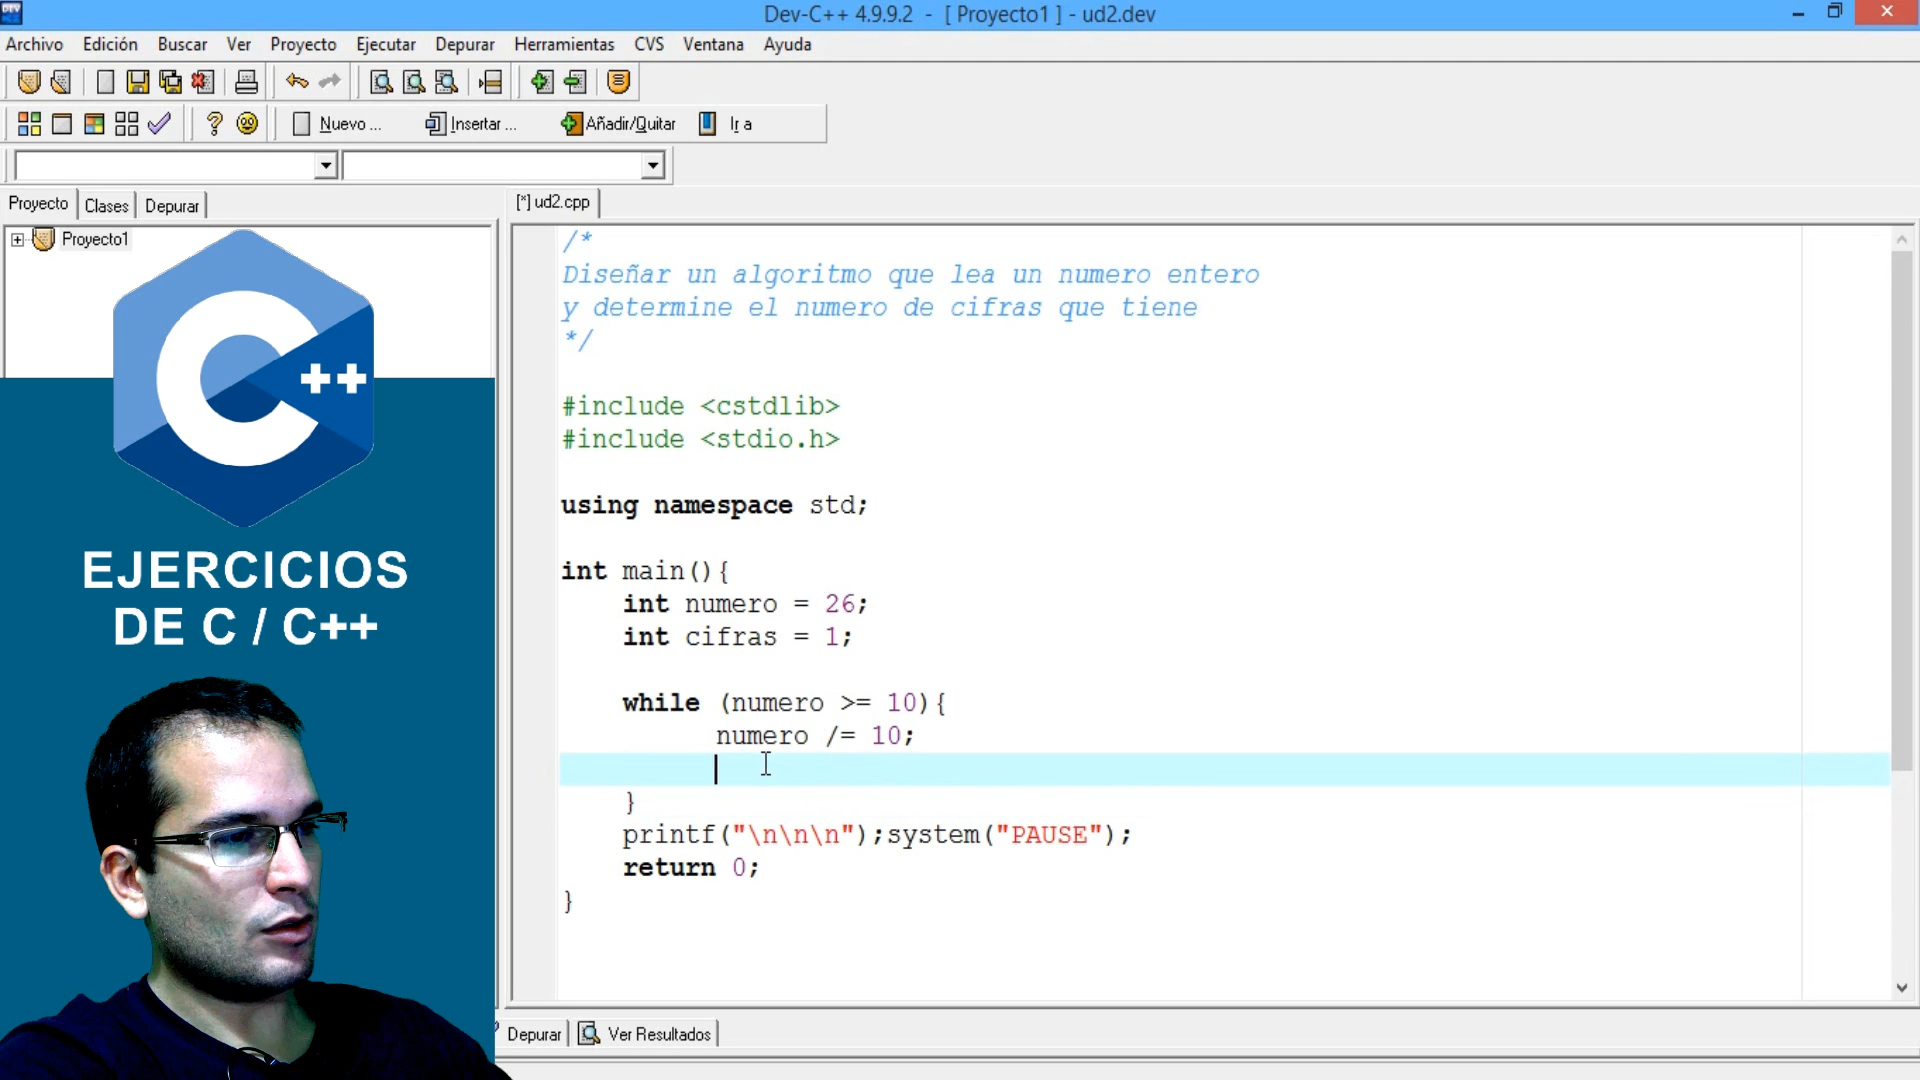 Dev-C++ 4.9.9.2 - [ Proyecto1 ] - ud2.dev
Archivo Edición Buscar Ver Proyecto Ejecutar Depurar Herramientas CVS Ventana Ayuda
Nuevo ... Insertar ... Añadir/Quitar Ir a
Proyecto Clases Depurar
[*] ud2.cpp
Proyecto1
/*
Diseñar un algoritmo que lea un numero entero
y determine el numero de cifras que tiene
*/
#include <cstdlib>
#include <stdio.h>
using namespace std;
int main(){
int numero = 26;
int cifras = 1;
while (numero >= 10){
numero /= 10;
}
printf("\n\n\n");system("PAUSE");
return 0;
}
C++
EJERCICIOS
DE C / C++
Depurar Ver Resultados